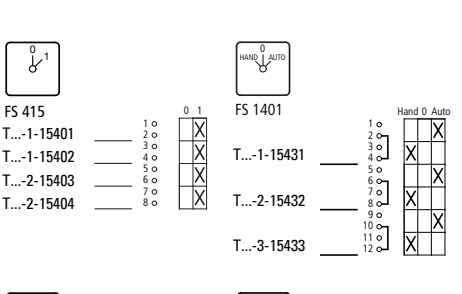 0
1
FS 415
0 1
T...-1-15401
T...-1-15402
T...-2-15403
T...-2-15404
1
2
3
4
5
6
7
8
X
X
X
X
0
HAND AUTO
FS 1401
Hand 0 Auto
T...-1-15431
T...-2-15432
T...-3-15433
1
2
3
4
5
6
7
8
9
10
11
12
X
X
X
X
X
X